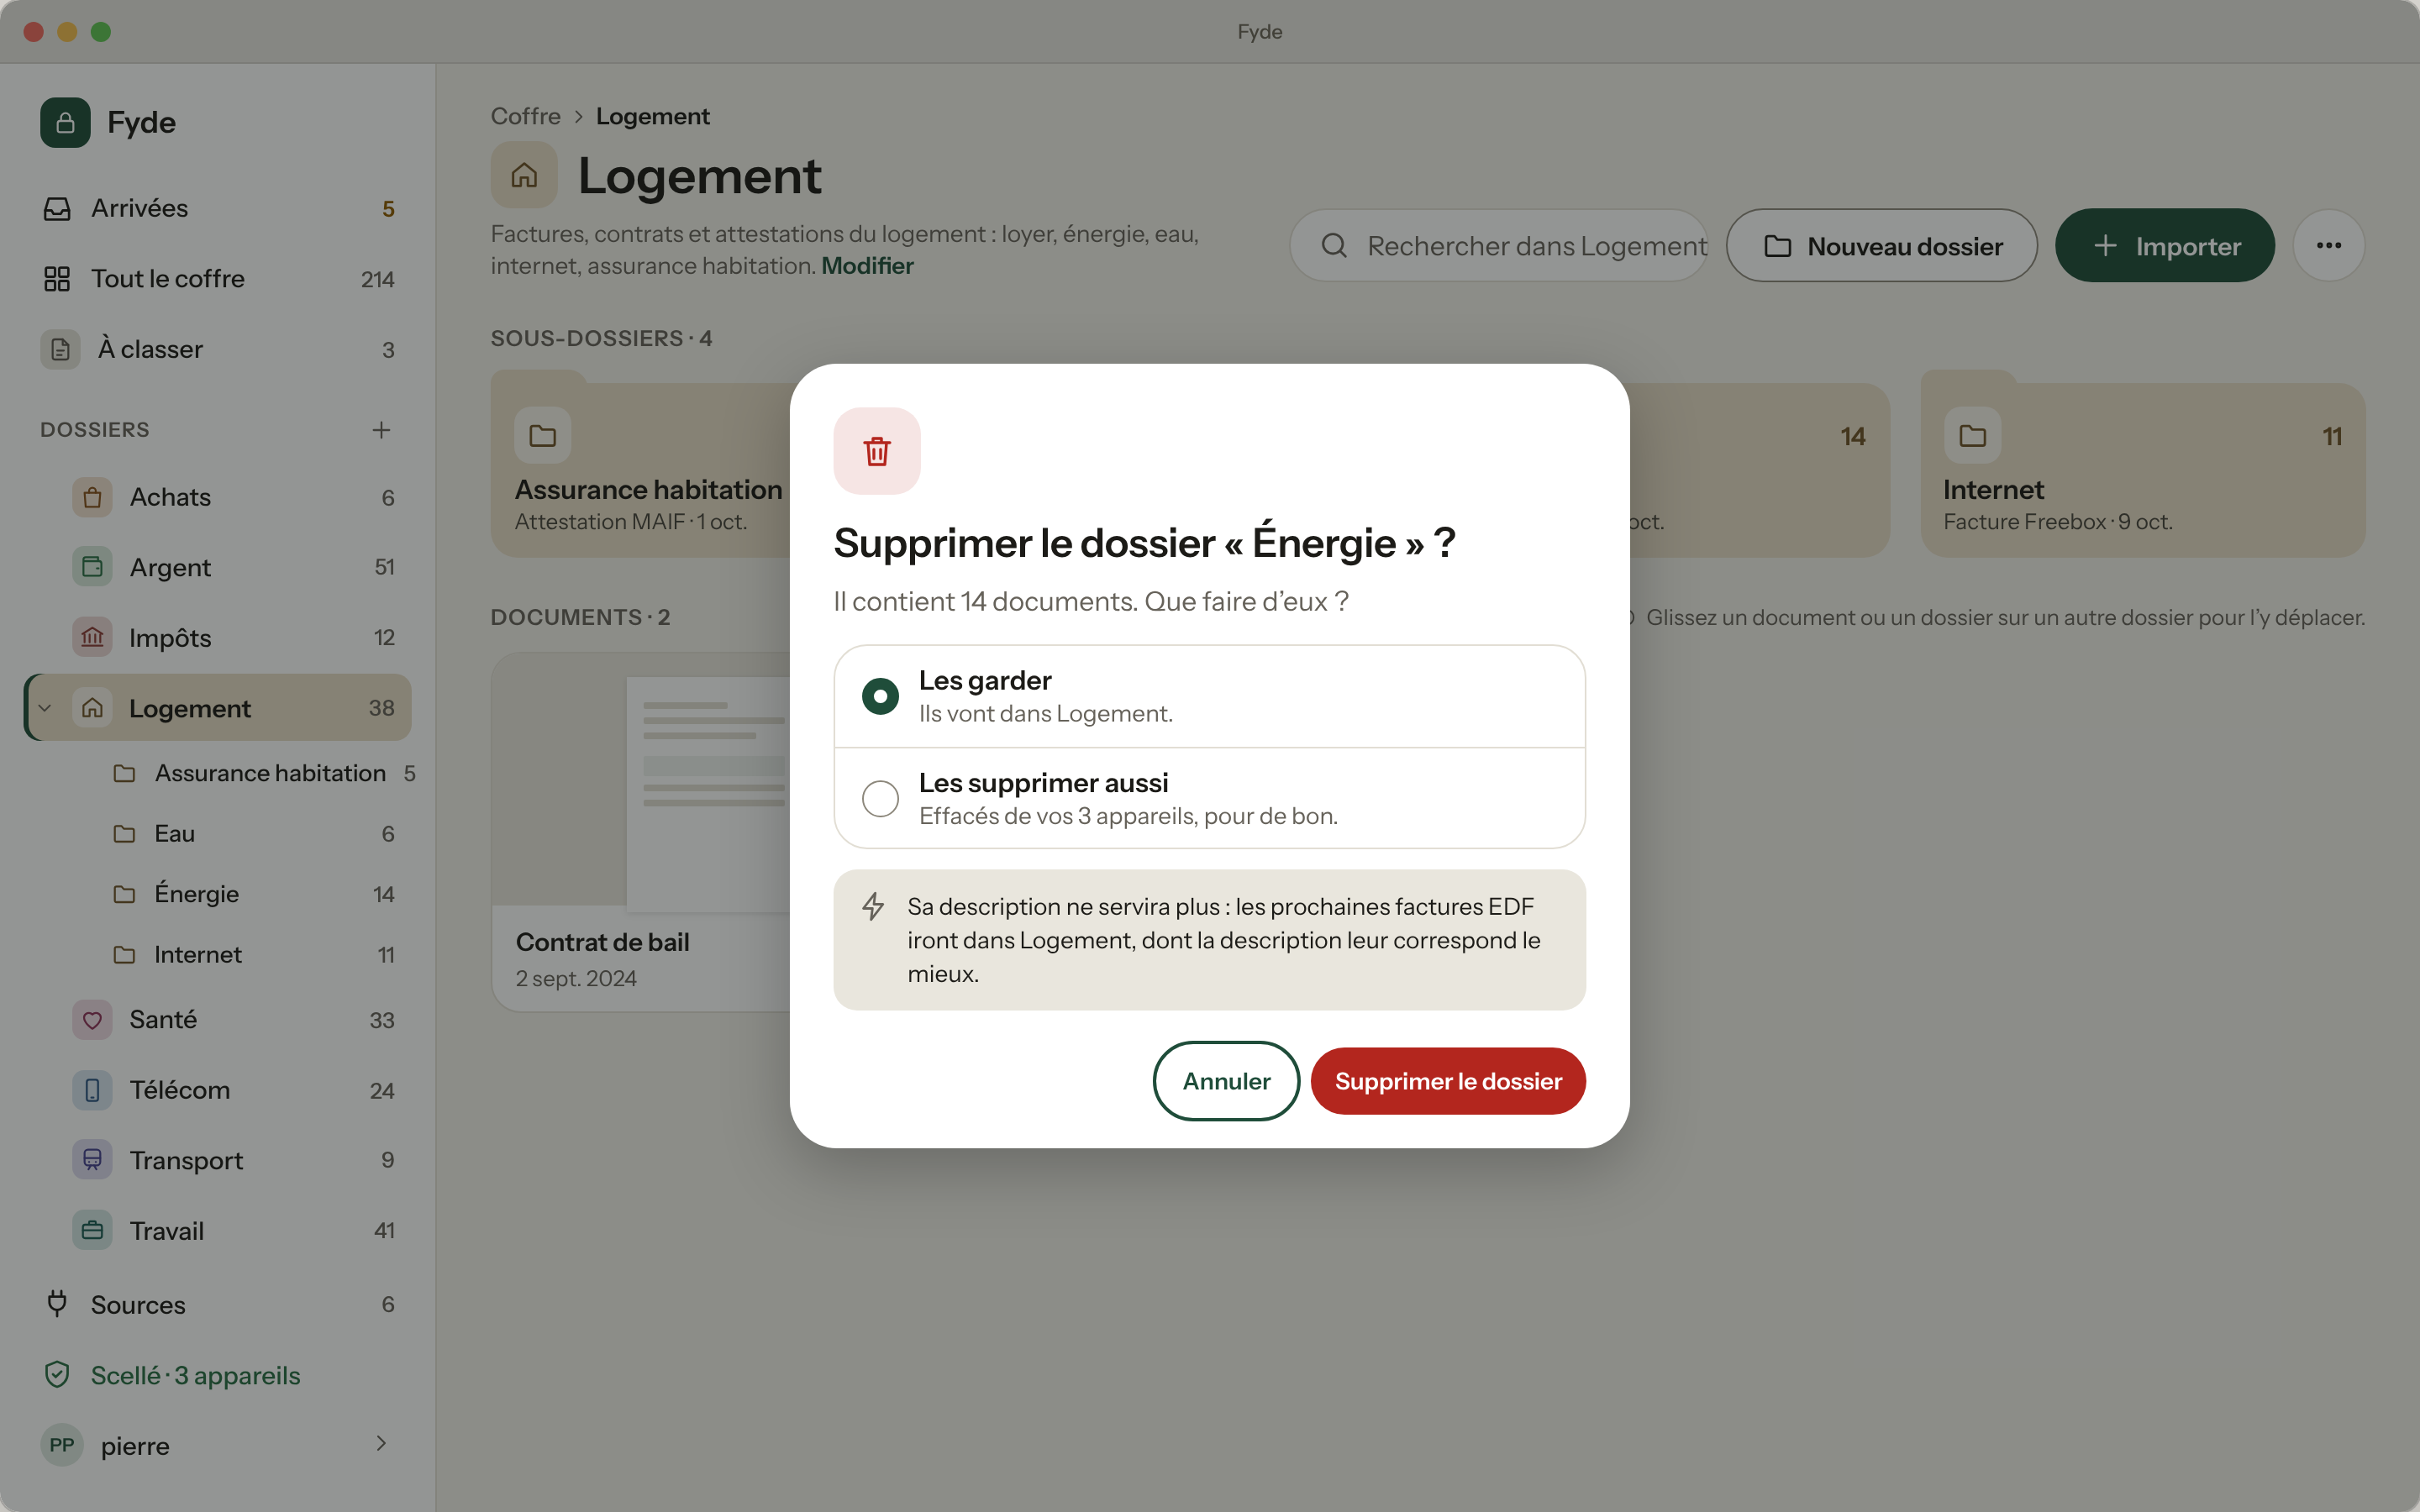 Fyde
Fyde
Arrivées 5
Tout le coffre 214
À classer 3
DOSSIERS
Achats 6
Argent 51
Impôts 12
Logement 38
Assurance habitation 5
Eau 6
Énergie 14
Internet 11
Santé 33
Télécom 24
Transport 9
Travail 41
Sources 6
Scellé · 3 appareils
PP pierre
Coffre > Logement
Logement
Factures, contrats et attestations du logement : loyer, énergie, eau,
internet, assurance habitation. Modifier
Rechercher dans Logement
Nouveau dossier
Importer
SOUS-DOSSIERS · 4
Assurance habitation
Attestation MAIF · 1 oct.
14
oct.
11
Internet
Facture Freebox · 9 oct.
DOCUMENTS · 2
Glissez un document ou un dossier sur un autre dossier pour l’y déplacer.
Contrat de bail
2 sept. 2024
Supprimer le dossier « Énergie » ?
Il contient 14 documents. Que faire d’eux ?
Les garder
Ils vont dans Logement.
Les supprimer aussi
Effacés de vos 3 appareils, pour de bon.
Sa description ne servira plus : les prochaines factures EDF
iront dans Logement, dont la description leur correspond le
mieux.
Annuler
Supprimer le dossier